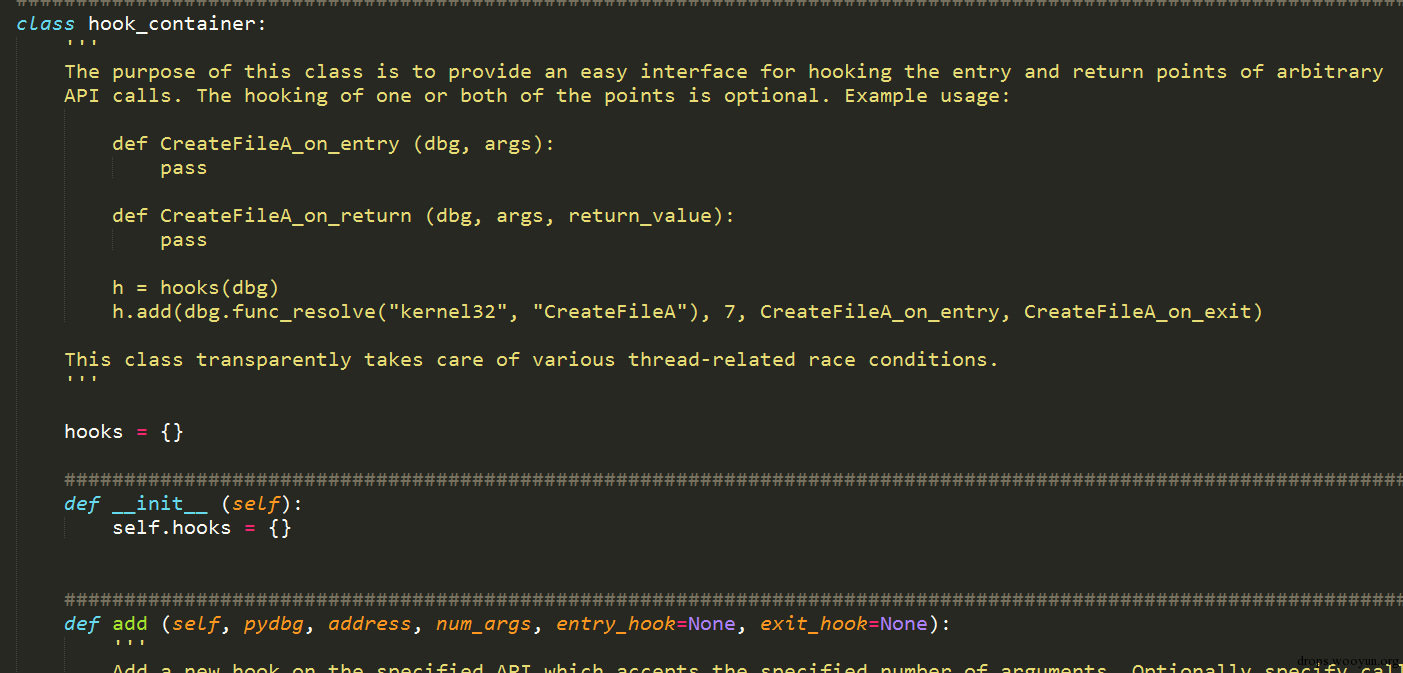 ################################################################################################################
class hook_container:
'''
The purpose of this class is to provide an easy interface for hooking the entry and return points of arbitrary
API calls. The hooking of one or both of the points is optional. Example usage:
def CreateFileA_on_entry (dbg, args):
pass
def CreateFileA_on_return (dbg, args, return_value):
pass
h = hooks(dbg)
h.add(dbg.func_resolve("kernel32", "CreateFileA"), 7, CreateFileA_on_entry, CreateFileA_on_exit)
This class transparently takes care of various thread-related race conditions.
'''
hooks = {}
################################################################################################################
def __init__ (self):
self.hooks = {}
################################################################################################################
def add (self, pydbg, address, num_args, entry_hook=None, exit_hook=None):
'''
Add a new hook on the specified API which accepts the specified number of arguments. Optionally specify call
drops.wooyun.org